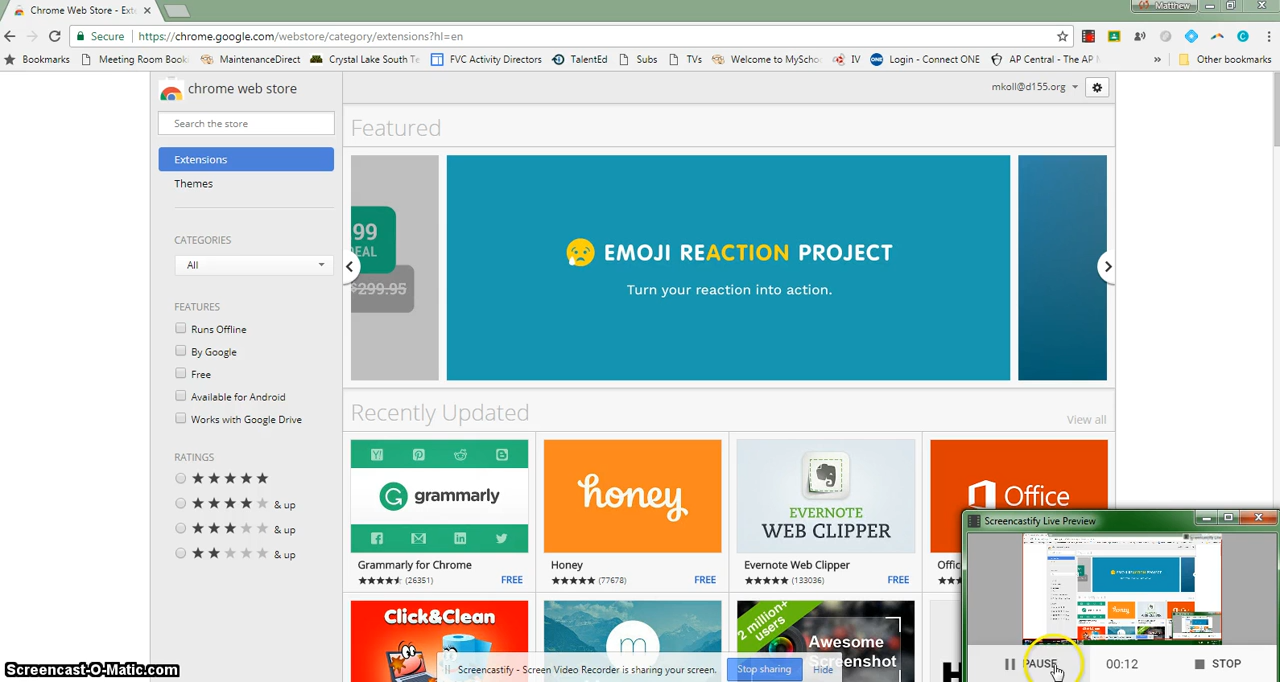 Chrome Web Store - Ext
Matthew
Secure
https://chrome.google.com/webstore/category/extensions?hl=en
Bookmarks
Meeting Room Book
MaintenanceDirect
Crystal Lake South Te
FVC Activity Directors
TalentEd
Subs
TVs
Welcome to MyScho
IV
Login - Connect ONE
AP Central - The AP
»
Other bookmarks
chrome web store
mkoll@d155.org
Search the store
Extensions
Themes
CATEGORIES
All
FEATURES
Runs Offline
By Google
Free
Available for Android
Works with Google Drive
RATINGS
& up
& up
& up
Featured
99
EAL
$299.95
EMOJI REACTION PROJECT
Turn your reaction into action.
Recently Updated
View all
grammarly
honey
EVERNOTE
WEB CLIPPER
Office
Grammarly for Chrome
(26351)
FREE
Honey
(77678)
FREE
Evernote Web Clipper
(133036)
FREE
Offic
Click&Clean
m
2 million+
users
Awesome
Screenshot
H
Screencastify Live Preview
PAUSE
00:12
STOP
Screencastify - Screen Video Recorder is sharing your screen.
Stop sharing
Hide
Screencast-O-Matic.com